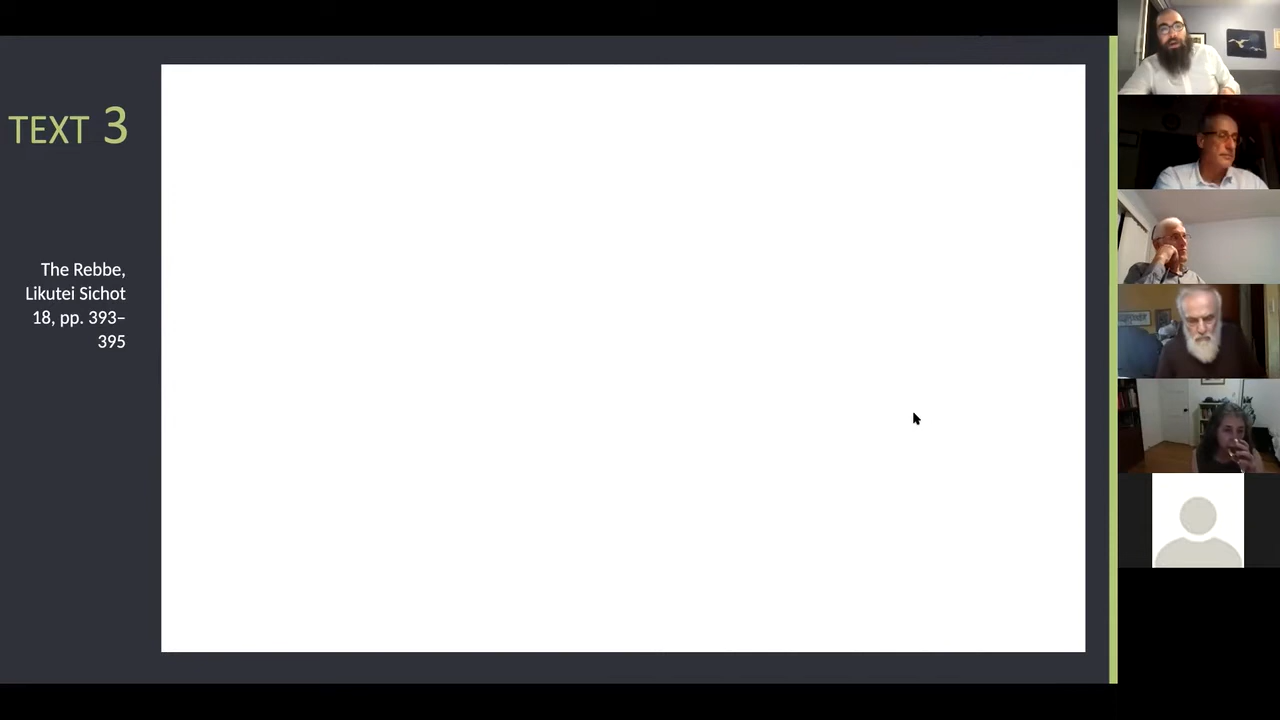 TEXT 3
The Rebbe,
Likutei Sichot
18, pp. 393–
395